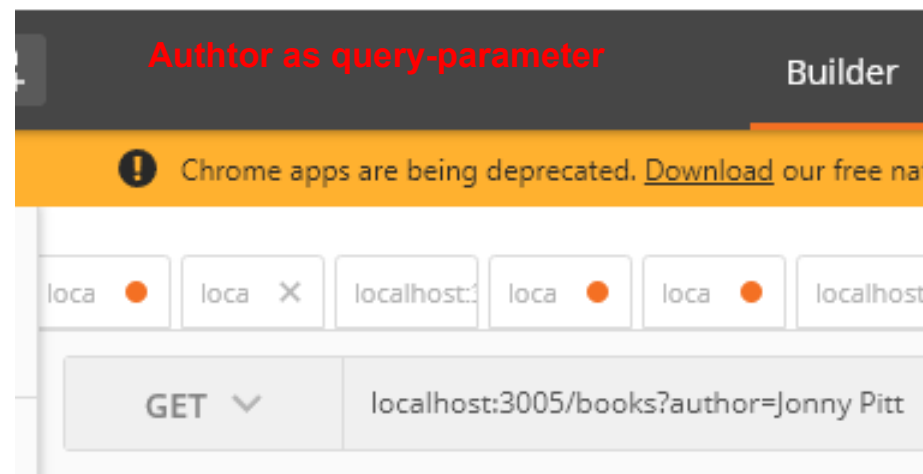 Authtor as query-parameter
Builder
Chrome apps are being deprecated. Download our free na
loca loca localhost: loca loca localhost
GET localhost:3005/books?author=Jonny Pitt